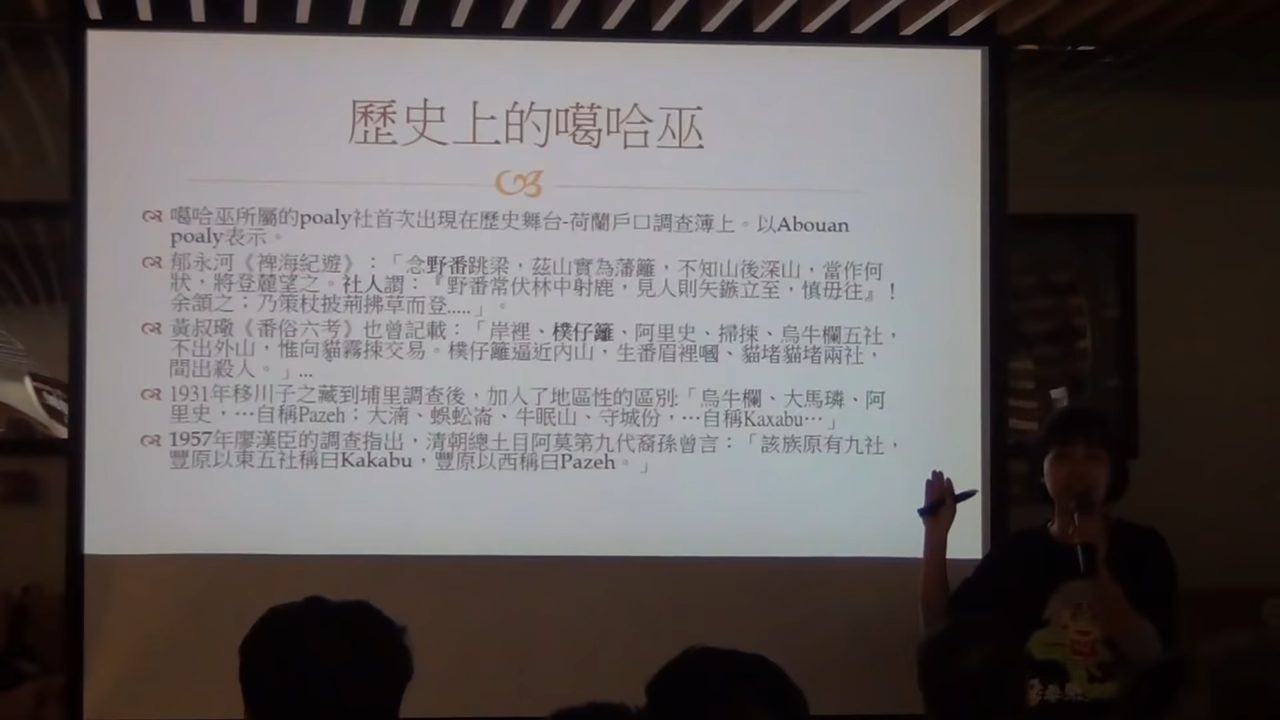 歷史上的噶哈巫
噶哈巫所屬的poaly社首次出現在歷史舞台-荷蘭戶口調查簿上。以Abouan
poaly表示。
郁永河《裨海紀遊》：「念野番跳梁，茲山實為藩籬，不知山後深山，當作何
狀，將登麓望之。社人謂：『野番常伏林中射鹿，見人則矢鏃立至，慎毋往』！
余頷之；乃策杖披荊拂草而登.....」。
黃叔璥《番俗六考》也曾記載：「岸裡、樸仔籬、阿里史、掃捒、烏牛欄五社，
不出外山，惟向貓霧捒交易。樸仔籬逼近內山，生番眉裡嘓、貓堵貓堵兩社，
間出殺人。」...
1931年移川子之藏到埔里調查後，加入了地區性的區別:「烏牛欄、大馬璘、阿
里史，…自稱Pazeh；大湳、蜈蚣崙、牛眠山、守城份，…自稱Kaxabu…」
1957年廖漢臣的調查指出，清朝總土目阿莫第九代裔孫曾言：「該族原有九社，
豐原以東五社稱曰Kakabu，豐原以西稱曰Pazeh。」